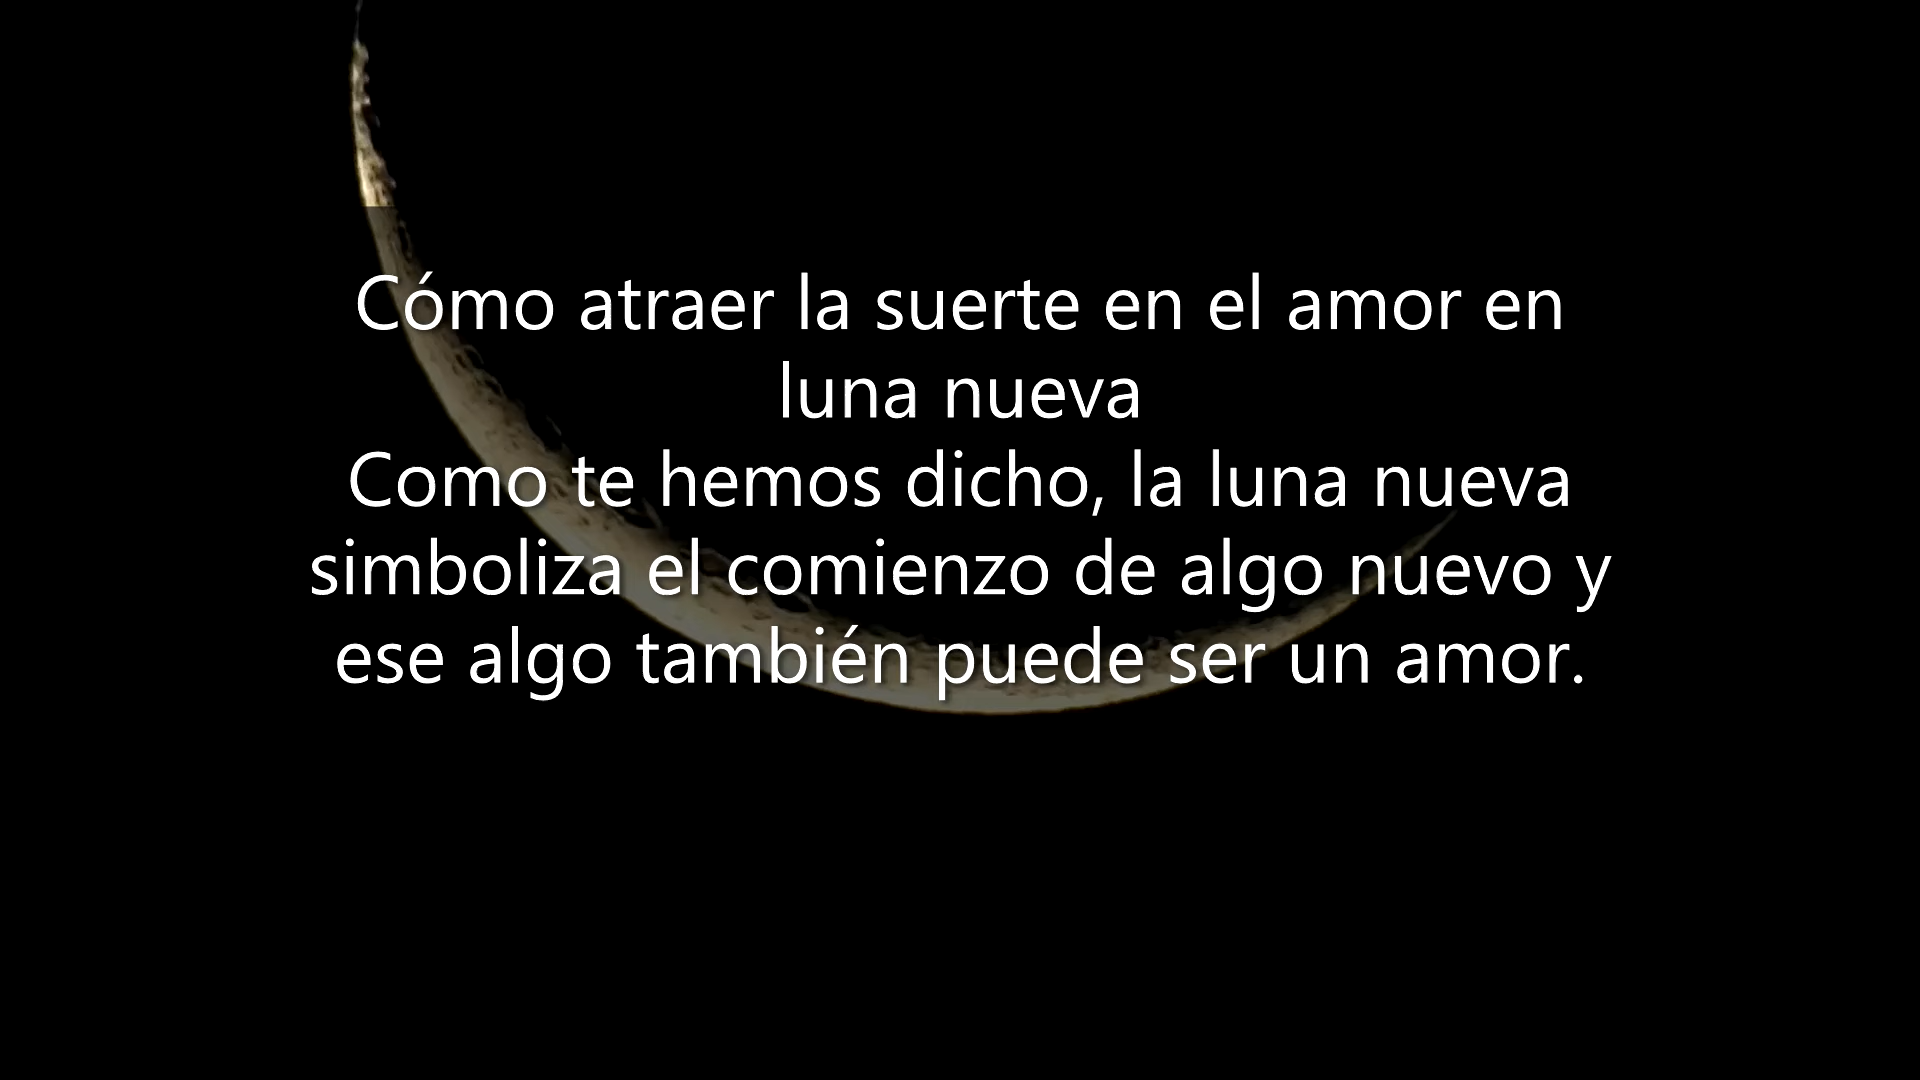 Cómo atraer la suerte en el amor en
luna nueva
Como te hemos dicho, la luna nueva
simboliza el comienzo de algo nuevo y
ese algo también puede ser un amor.